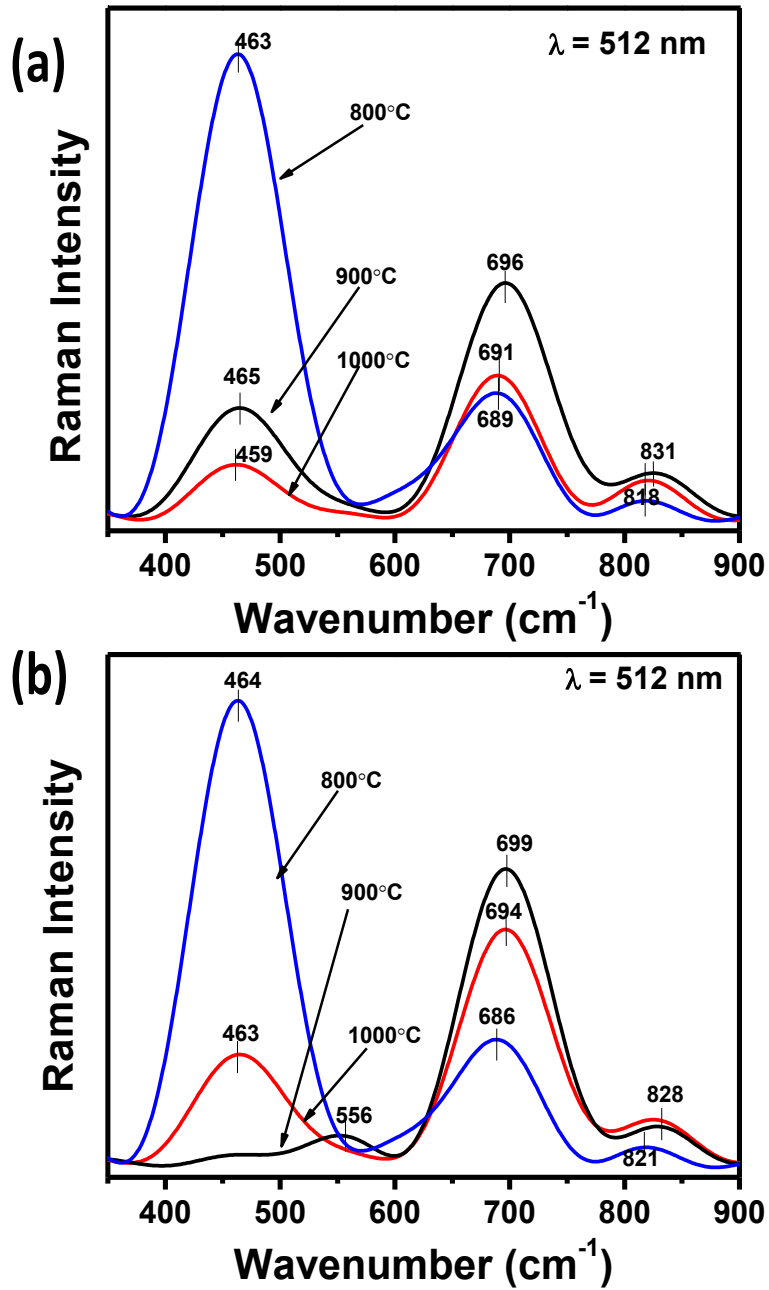 (a)
λ = 512 nm
463
800°C
900°C
1000°C
465
459
696
691
689
831
818
Raman Intensity
400 500 600 700 800 900
Wavenumber (cm⁻¹)
(b)
λ = 512 nm
464
800°C
900°C
1000°C
463
556
699
694
686
828
821
Raman Intensity
400 500 600 700 800 900
Wavenumber (cm⁻¹)